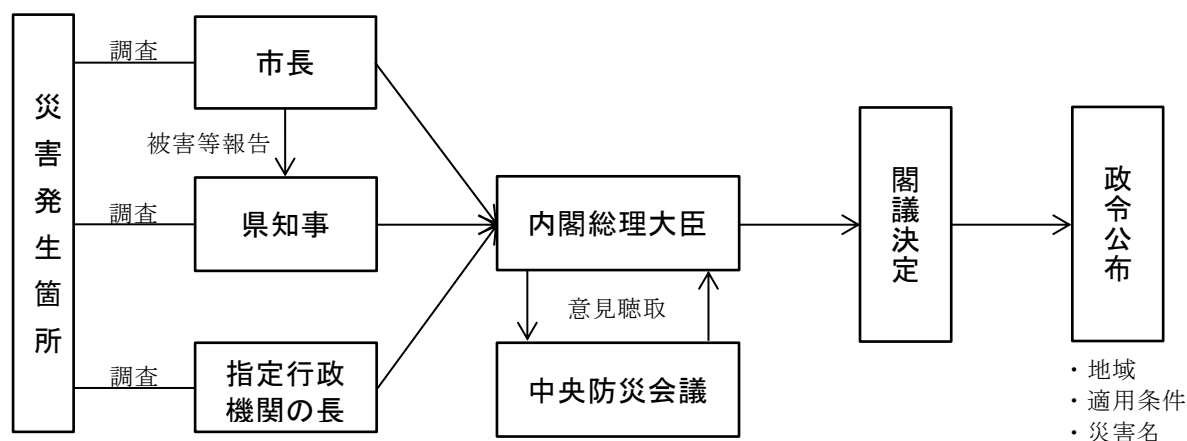 災害発生箇所
調査
市長
被害等報告
調査
県知事
調査
指定行政
機関の長
内閣総理大臣
意見聴取
中央防災会議
閣議決定
政令公布
・地域
・適用条件
・災害名